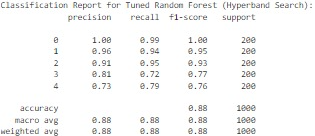 Classification Report for Tuned Random Forest (Hyperband Search):
precision recall f1-score support
0 1.00 0.99 1.00 200
1 0.96 0.94 0.95 200
2 0.91 0.95 0.93 200
3 0.81 0.72 0.77 200
4 0.73 0.79 0.76 200
accuracy 0.88 1000
macro avg 0.88 0.88 0.88 1000
weighted avg 0.88 0.88 0.88 1000